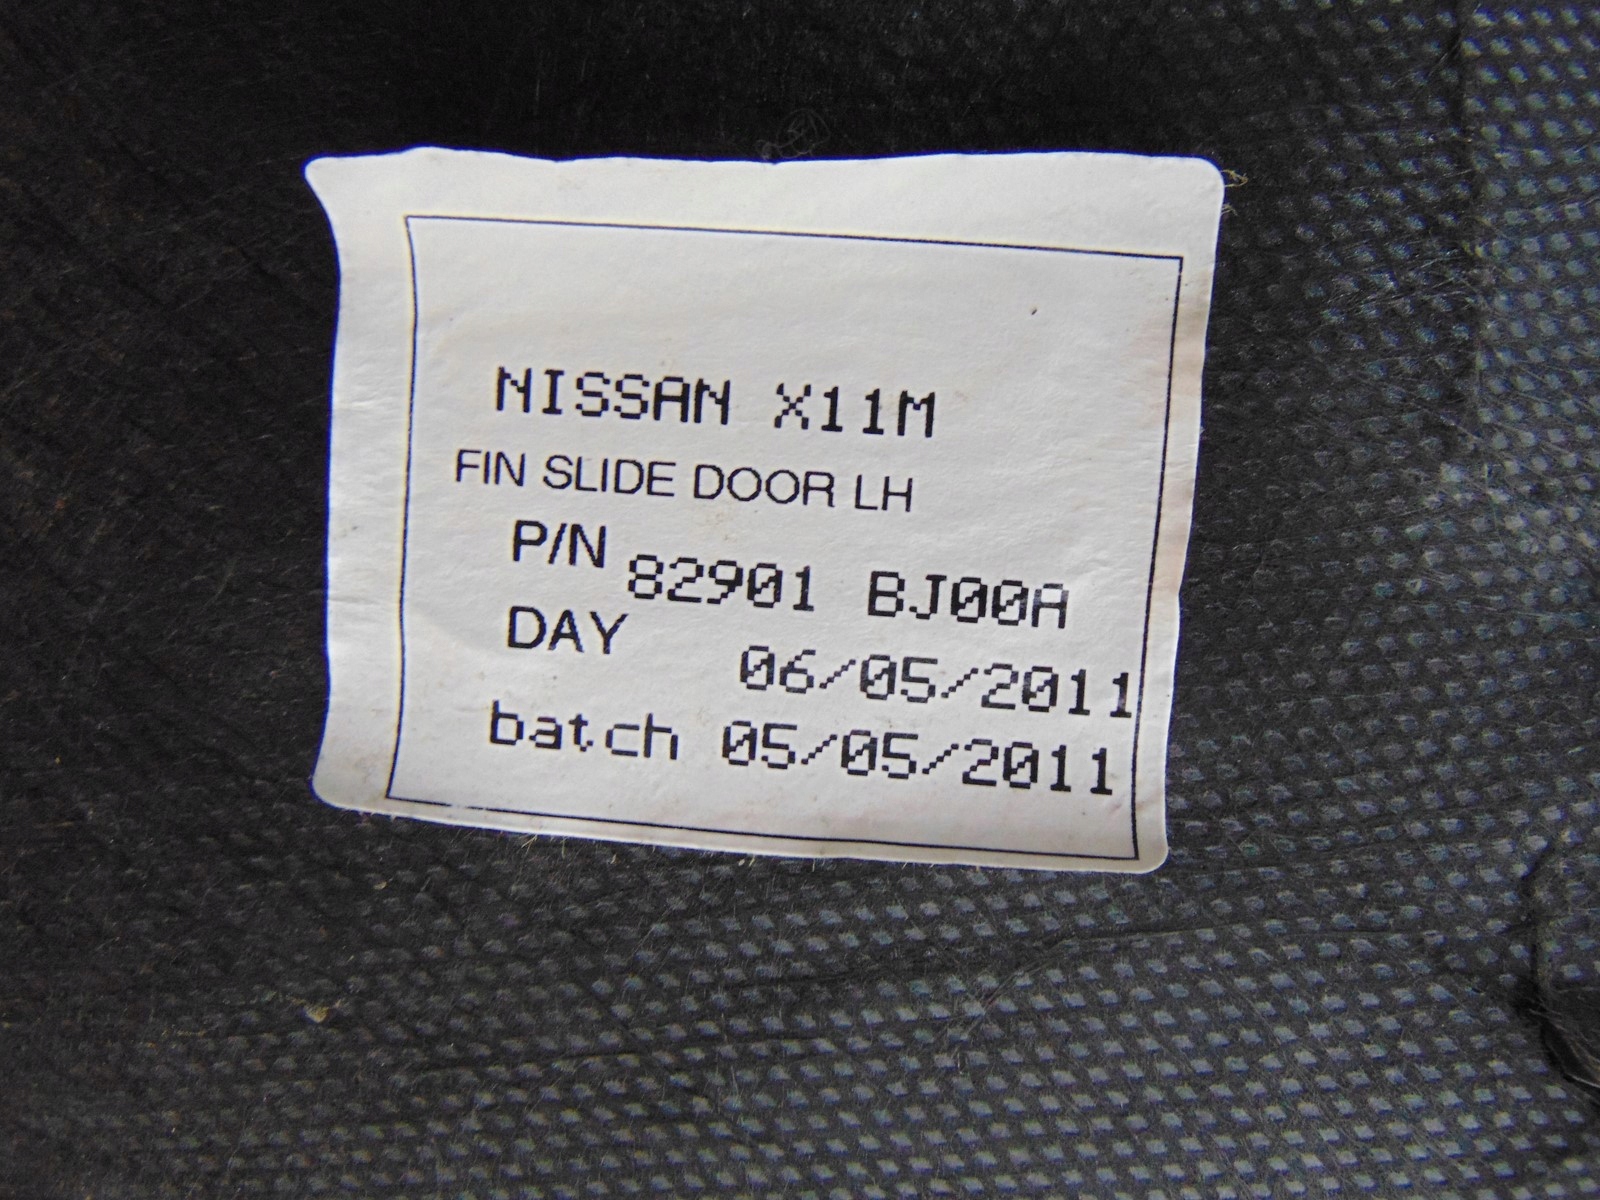 NISSAN X11M
FIN SLIDE DOOR LH
P/N 82901 BJ00A
DAY 06/05/2011
batch 05/05/2011